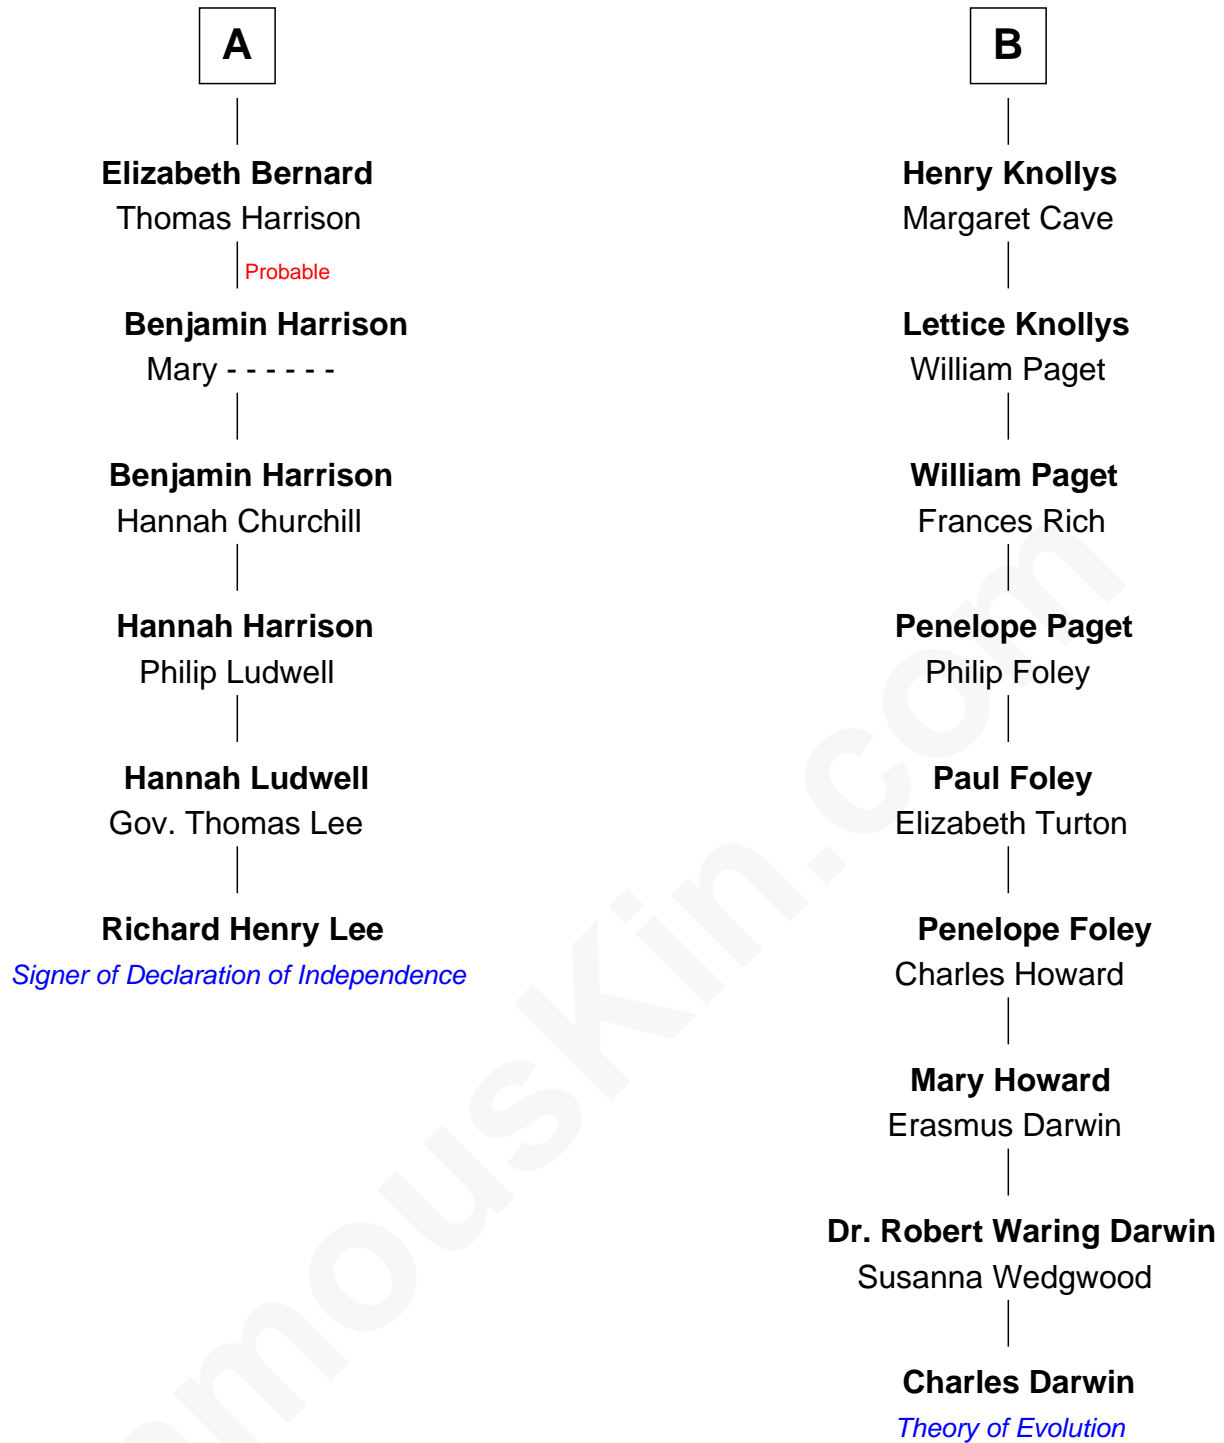 A
Elizabeth Bernard
Thomas Harrison
Probable
Benjamin Harrison
Mary - - - - - -
Benjamin Harrison
Hannah Churchill
Hannah Harrison
Philip Ludwell
Hannah Ludwell
Gov. Thomas Lee
Richard Henry Lee
Signer of Declaration of Independence
B
Henry Knollys
Margaret Cave
Lettice Knollys
William Paget
William Paget
Frances Rich
Penelope Paget
Philip Foley
Paul Foley
Elizabeth Turton
Penelope Foley
Charles Howard
Mary Howard
Erasmus Darwin
Dr. Robert Waring Darwin
Susanna Wedgwood
Charles Darwin
Theory of Evolution
amouskin.com